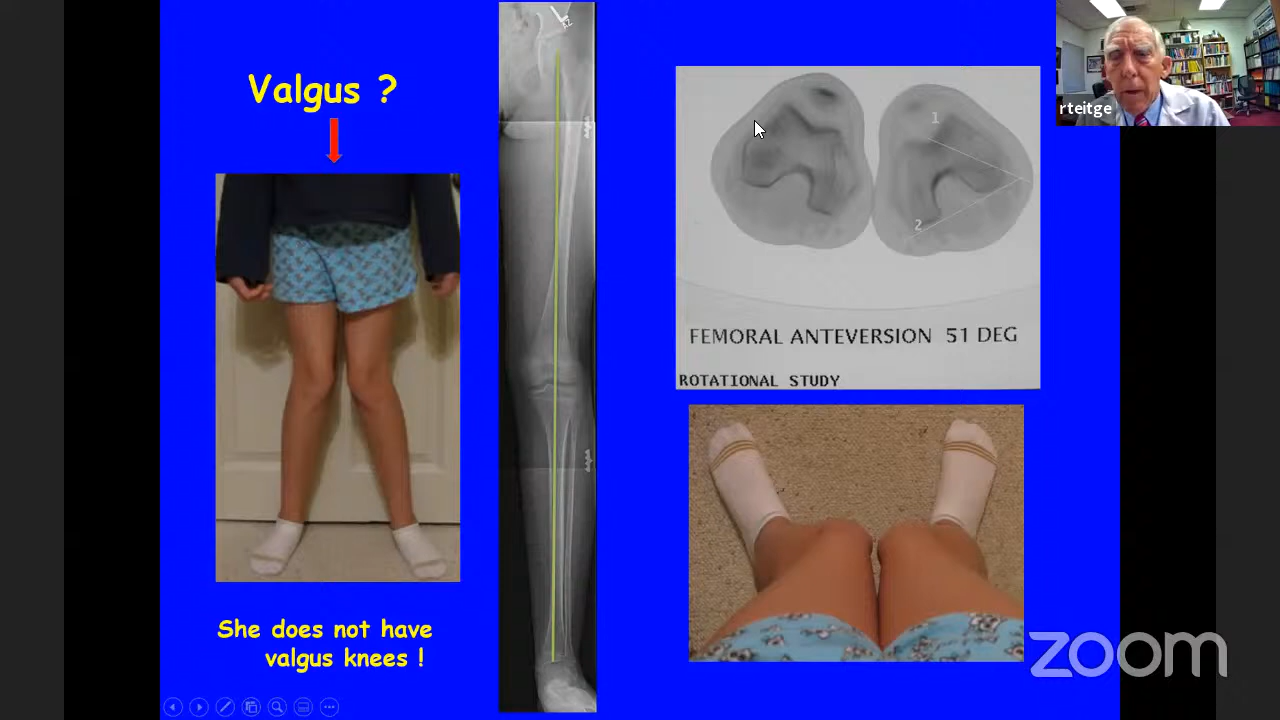 Valgus ?
She does not have
valgus knees !
1
2
FEMORAL ANTEVERSION 51 DEG
ROTATIONAL STUDY
rteitge
zoom